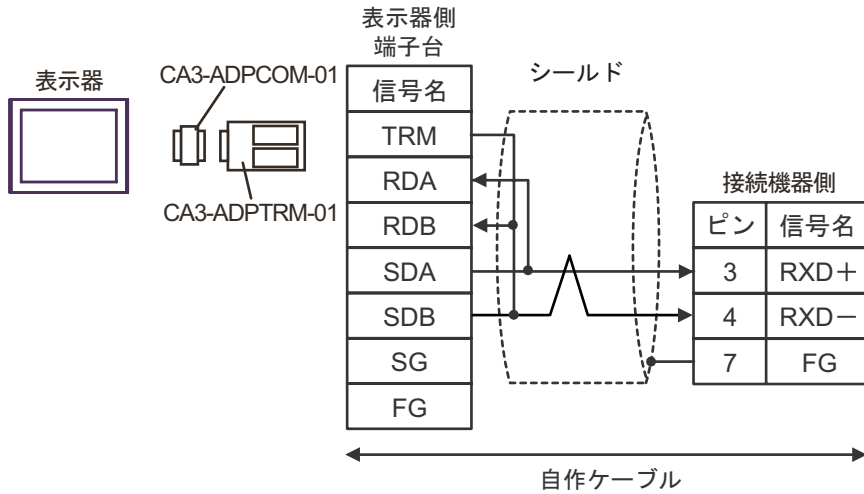 表示器側
端子台
表示器
CA3-ADPCOM-01
CA3-ADPTRM-01
信号名
TRM
RDA
RDB
SDA
SDB
SG
FG
シールド
接続機器側
ピン 信号名
3 RXD＋
4 RXD－
7 FG
自作ケーブル